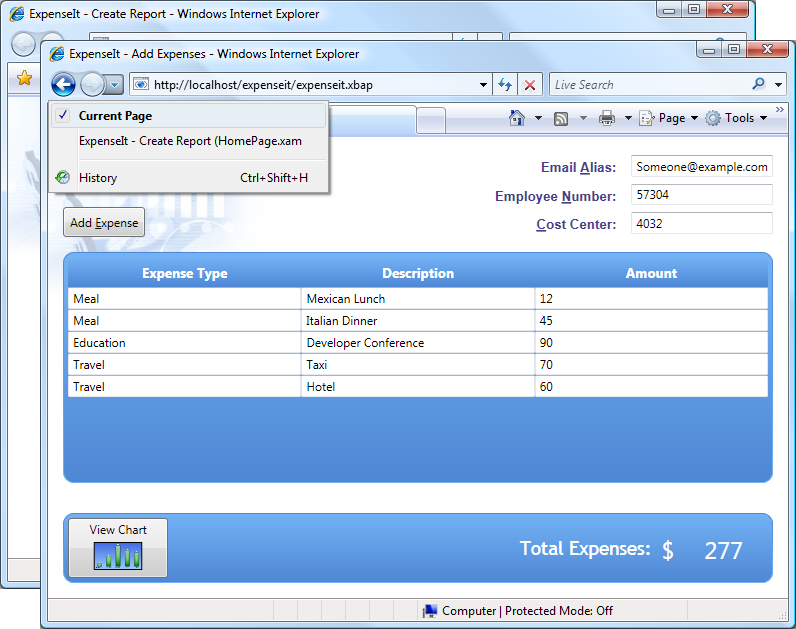 ExpenseIt - Create Report - Windows Internet Explorer
ExpenseIt - Add Expenses - Windows Internet Explorer
http://localhost/expenseit/expenseit.xbap
Live Search
Current Page
ExpenseIt - Create Report (HomePage.xam
History Ctrl+Shift+H
Page Tools »
Email Alias: Someone@example.com
Employee Number: 57304
Cost Center: 4032
Add Expense
Expense Type Description Amount
Meal Mexican Lunch 12
Meal Italian Dinner 45
Education Developer Conference 90
Travel Taxi 70
Travel Hotel 60
View Chart
Total Expenses: $ 277
Computer | Protected Mode: Off